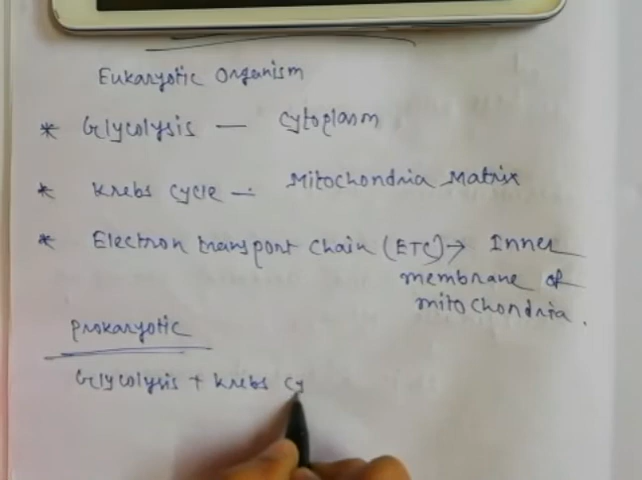 Eukaryotic Organism
* Glycolysis — Cytoplasm
* Krebs cycle — Mitochondria Matrix
* Electron transport chain (ETC) → Inner
membrane of
mitochondria.
Prokaryotic
Glycolysis + Krebs cy